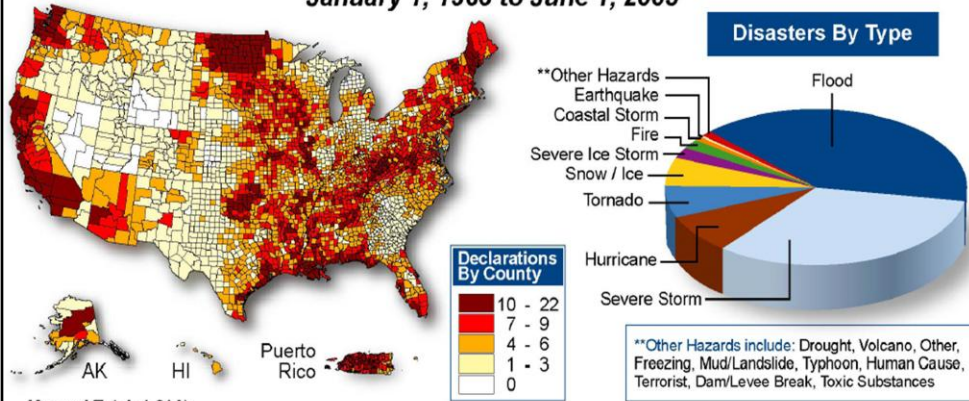 Disasters By Type
**Other Hazards
Earthquake
Coastal Storm
Fire
Severe Ice Storm
Snow / Ice
Tornado
Hurricane
Severe Storm
Flood
Declarations
By County
10 - 22
7 - 9
4 - 6
1 - 3
0
AK
HI
Puerto
Rico
**Other Hazards include: Drought, Volcano, Other,
Freezing, Mud/Landslide, Typhoon, Human Cause,
Terrorist, Dam/Levee Break, Toxic Substances